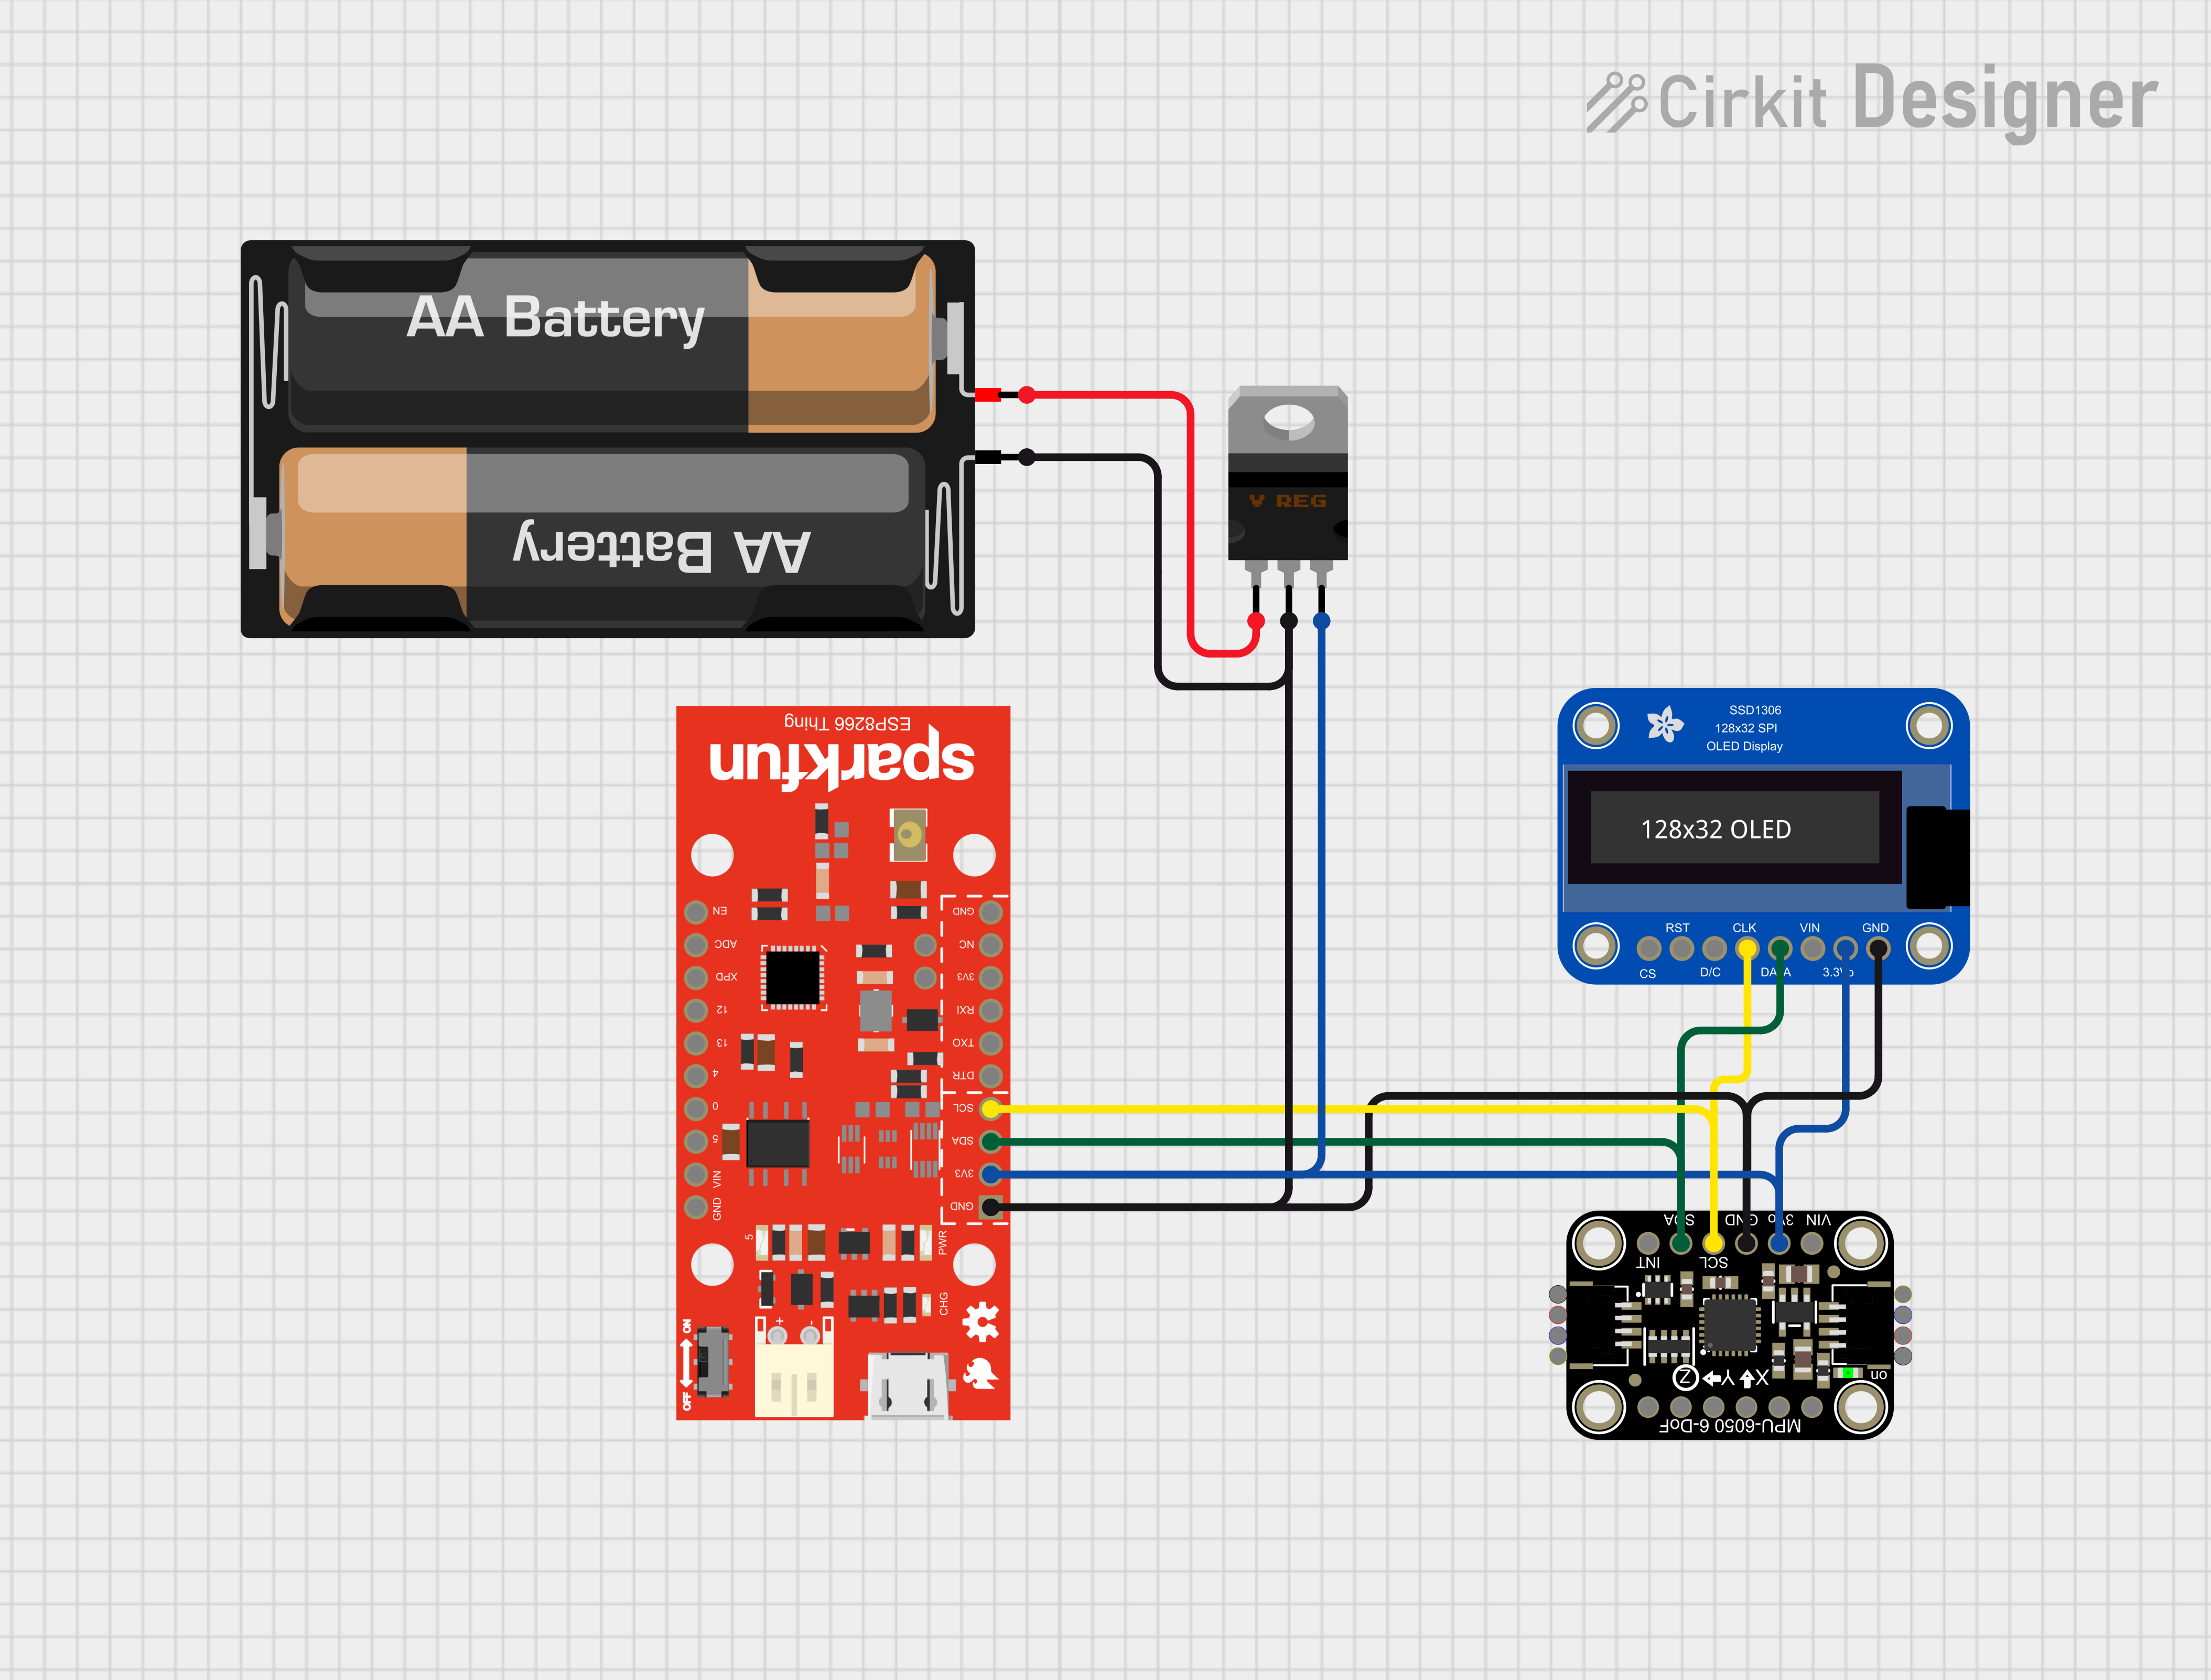 Cirkit Designer
AA Battery
AA Battery
V REG
ESP8266 Thing
sparkfun
EN
ADC
XPD
12
13
4
0
5
VIN
GND
GND
NC
3V3
RXI
TXO
DTR
SCL
SDA
3V3
GND
5
PWR
CHG
+ -
ON
OFF
SSD1306
128x32 SPI
OLED Display
128x32 OLED
RST CLK VIN GND
CS D/C DATA 3.3Vo
SDA GND 3Vo VIN
INT SCL
Z Y X
on
MPU-6050 6-DoF